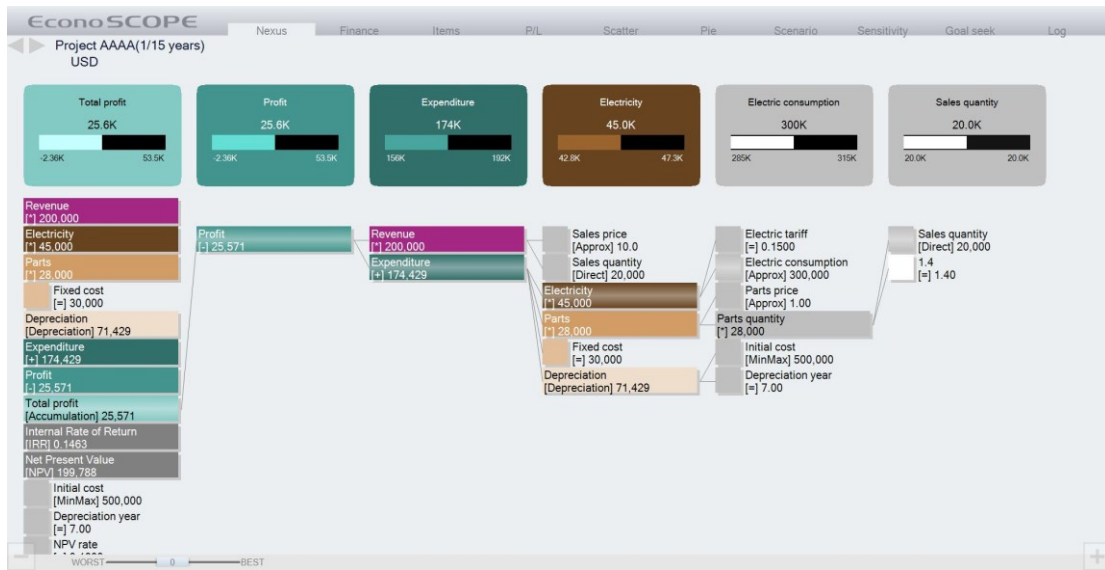 EconoSCOPE
Nexus Finance Items P/L Scatter Pie Scenario Sensitivity Goal seek Log
Project AAAA(1/15 years)
USD
Total profit
25.6K
-2.36K 53.5K
Profit
25.6K
-2.36K 53.5K
Expenditure
174K
156K 192K
Electricity
45.0K
42.8K 47.3K
Electric consumption
300K
285K 315K
Sales quantity
20.0K
20.0K 20.0K
Revenue
[*] 200,000
Electricity
[*] 45,000
Parts
[*] 28,000
Fixed cost
[=] 30,000
Depreciation
[Depreciation] 71,429
Expenditure
[+] 174,429
Profit
[-] 25,571
Total profit
[Accumulation] 25,571
Internal Rate of Return
[IRR] 0.1463
Net Present Value
[NPV] 199,788
Initial cost
[MinMax] 500,000
Depreciation year
[=] 7.00
NPV rate
Profit
[-] 25,571
Revenue
[*] 200,000
Expenditure
[+] 174,429
Sales price
[Approx] 10.0
Sales quantity
[Direct] 20,000
Electricity
[*] 45,000
Parts
[*] 28,000
Fixed cost
[=] 30,000
Depreciation
[Depreciation] 71,429
Electric tariff
[=] 0.1500
Electric consumption
[Approx] 300,000
Parts price
[Approx] 1.00
Parts quantity
[*] 28,000
Initial cost
[MinMax] 500,000
Depreciation year
[=] 7.00
Sales quantity
[Direct] 20,000
1.4
[=] 1.40
WORST 0 BEST